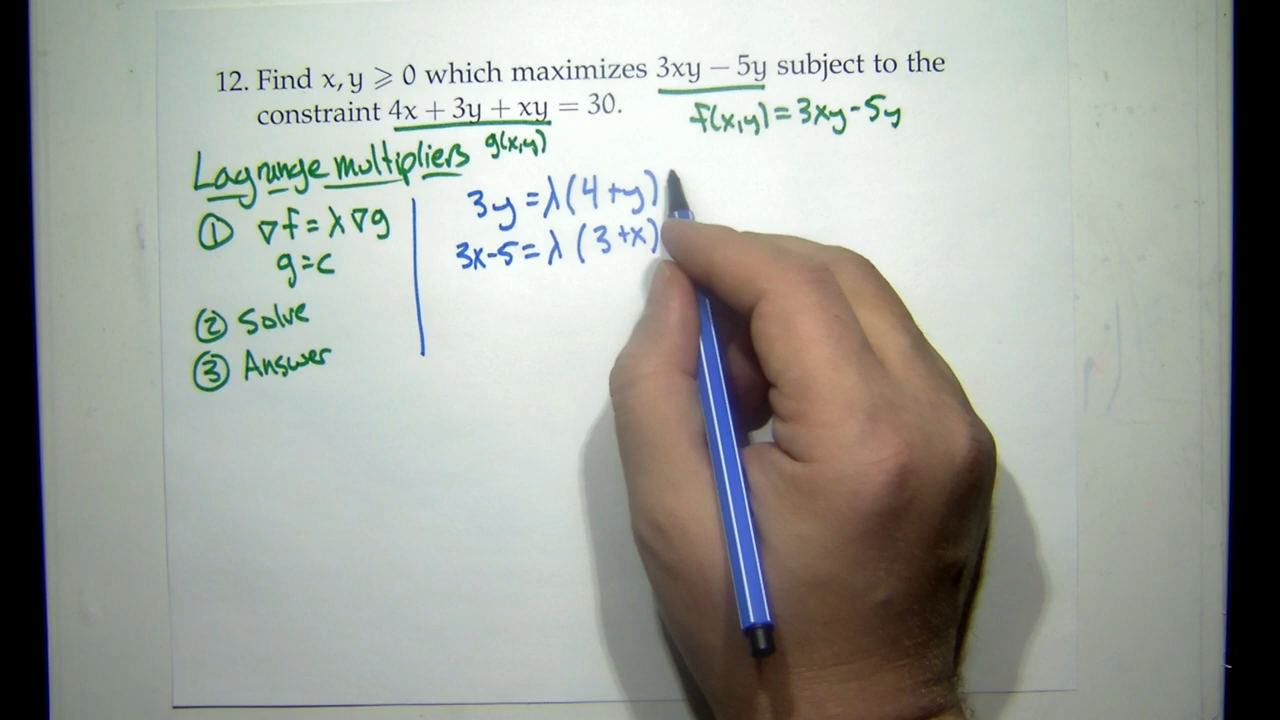 12. Find x, y ⩾ 0 which maximizes 3xy − 5y subject to the
constraint 4x + 3y + xy = 30.
f(x,y) = 3xy - 5y
g(x,y)
Lagrange multipliers
① ∇f = λ∇g
g = c
② Solve
③ Answer
3y = λ(4+y)
3x-5 = λ(3+x)